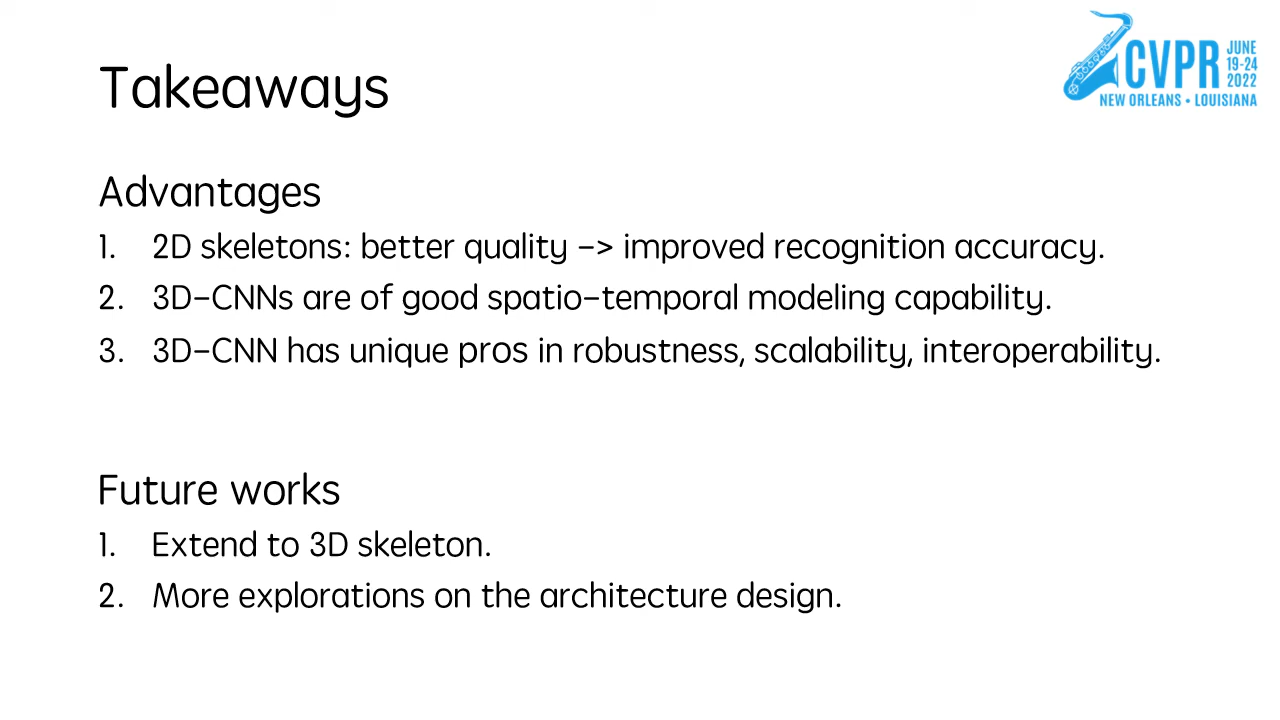 Takeaways
CVPR
JUNE
19-24
2022
NEW ORLEANS • LOUISIANA
Advantages
1. 2D skeletons: better quality -> improved recognition accuracy.
2. 3D-CNNs are of good spatio-temporal modeling capability.
3. 3D-CNN has unique pros in robustness, scalability, interoperability.
Future works
1. Extend to 3D skeleton.
2. More explorations on the architecture design.